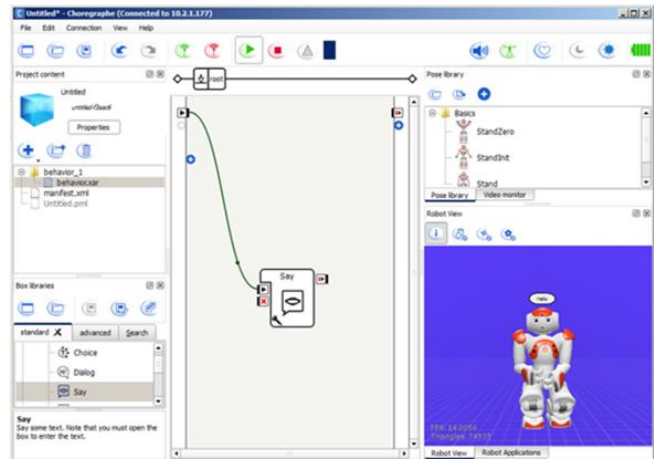 Untitled* - Choregraphe (Connected to 10.2.1.177)
File Edit Connection View Help
Project content
Untitled
Properties
behavior_1
behavior.xar
manifest.xml
Untitled.pml
Box libraries
standard advanced Search
Choice
Dialog
Say
Say
Say some text. Note that you must open the
box to enter the text.
root
Say
Pose library
Basics
StandZero
StandInit
Stand
Pose library Video monitor
Robot View
Hello
Robot View Robot Applications